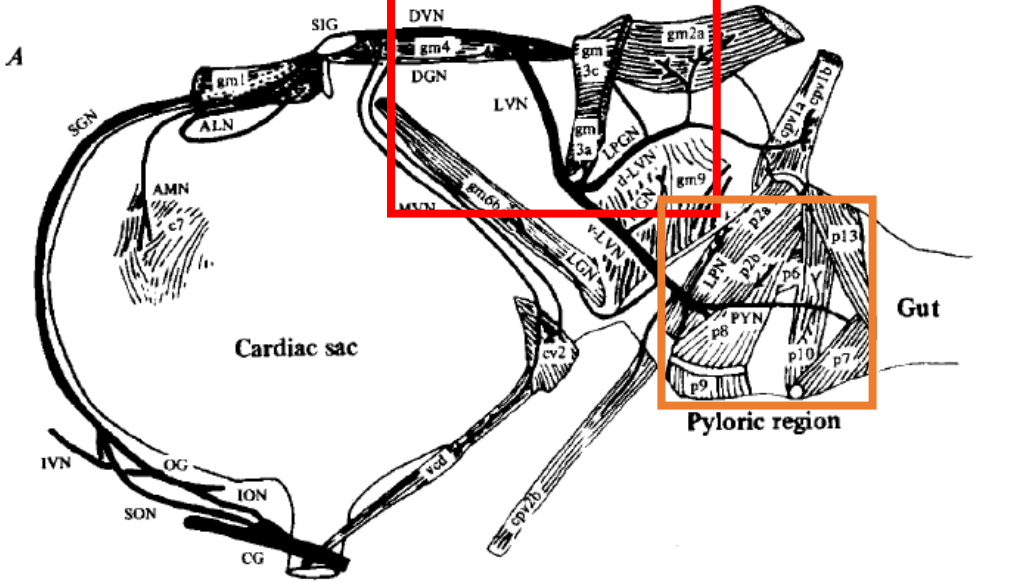 A
SIG
DVN
gm4
DGN
gm1
gm
3c
gm2a
gm
3a
LVN
LPGN
cpv1a
cpv1b
SGN
ALN
AMN
c7
d-LVN
GN
gm9
gm6b
MVN
v-LVN
LGN
p2a
p13
LPN
p2b
p6
Y
Gut
PYN
p8
p10
p7
p9
Cardiac sac
cv2
Pyloric region
vcd
cpv2b
IVN
OG
ION
SON
CG